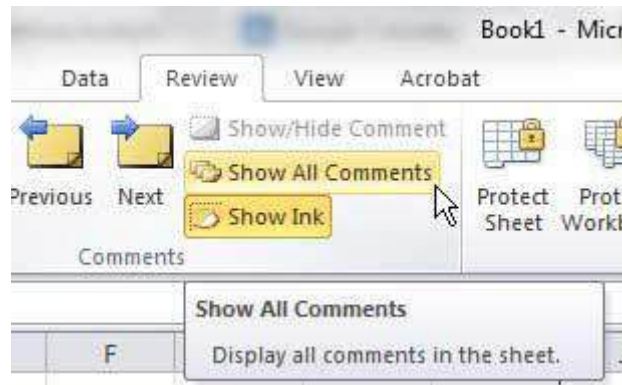 Book1 - Micr
Data Review View Acrobat
Show/Hide Comment
Show All Comments
Show Ink
Previous Next
Protect Prot
Sheet Workb
Comments
Show All Comments
Display all comments in the sheet.
F